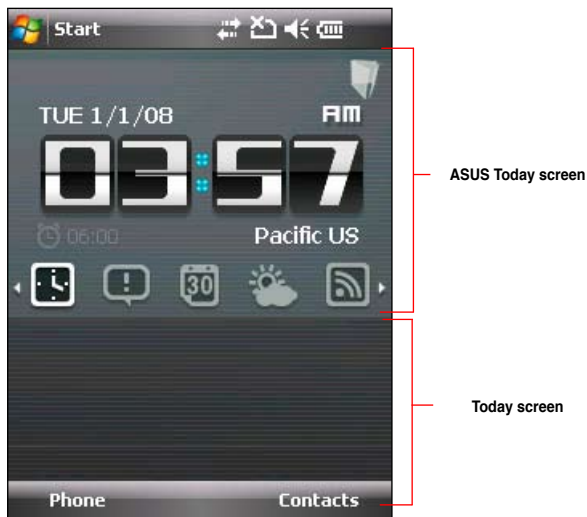 Start
TUE 1/1/08 AM
03:57
06:00 Pacific US
30
ASUS Today screen
Today screen
Phone Contacts